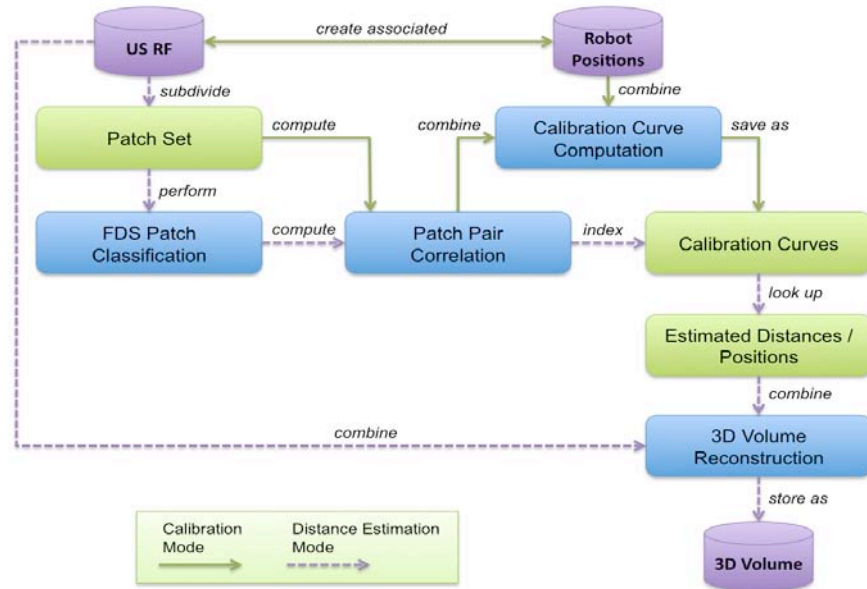 US RF
create associated
Robot
Positions
subdivide
combine
Patch Set
compute
combine
Calibration Curve
Computation
save as
perform
FDS Patch
Classification
compute
Patch Pair
Correlation
index
Calibration Curves
look up
Estimated Distances /
Positions
combine
combine
3D Volume
Reconstruction
store as
Calibration
Mode
Distance Estimation
Mode
3D Volume